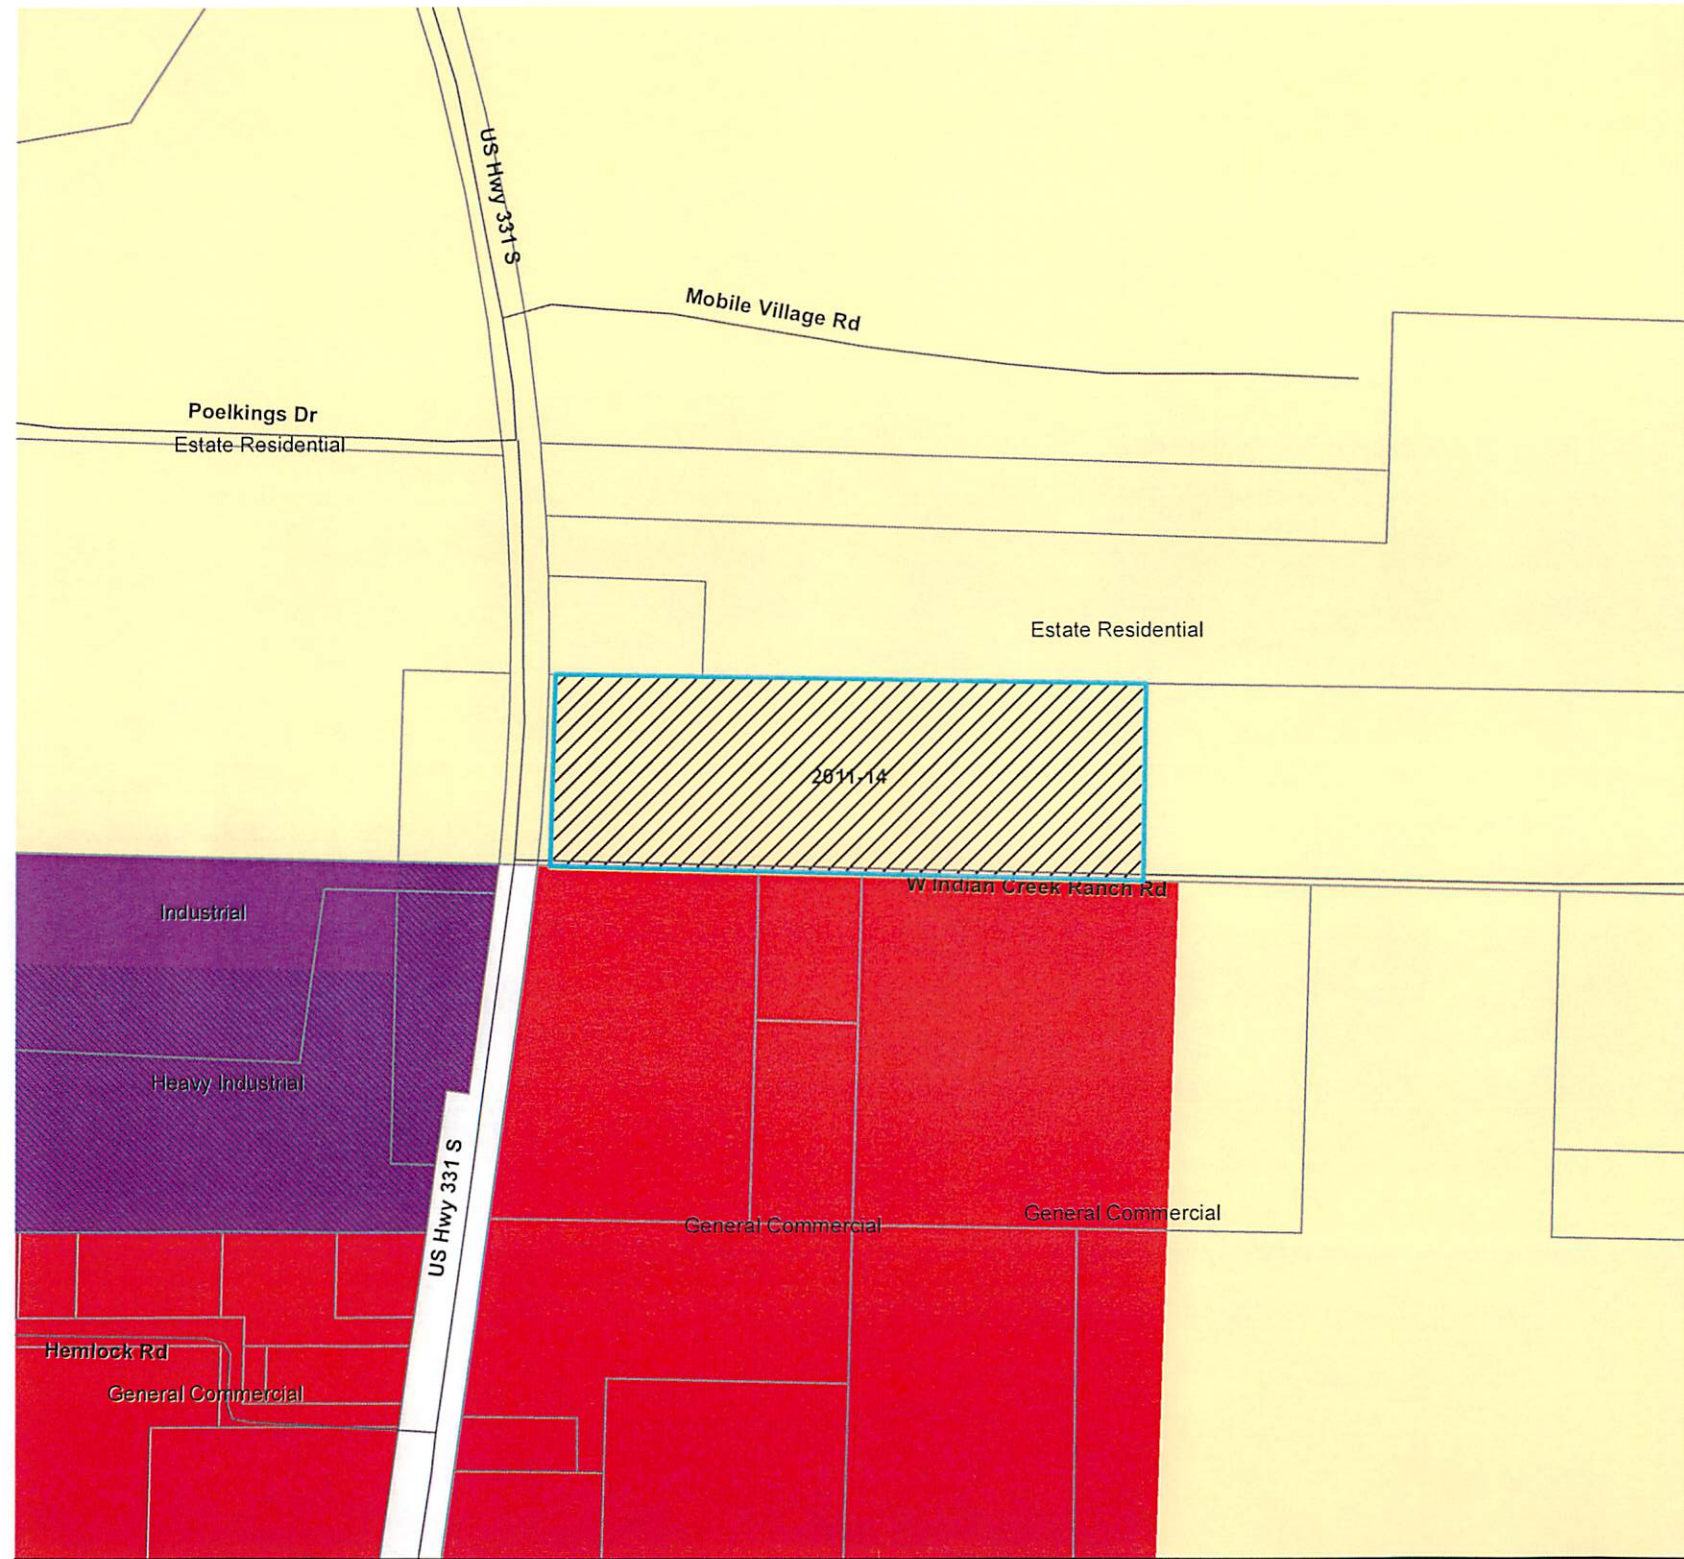 US Hwy 331 S
Mobile Village Rd
Poelkings Dr
Estate Residential
Estate Residential
2011-14
W Indian Creek Ranch Rd
Industrial
Heavy Industrial
US Hwy 331 S
General Commercial
General Commercial
Hemlock Rd
General Commercial